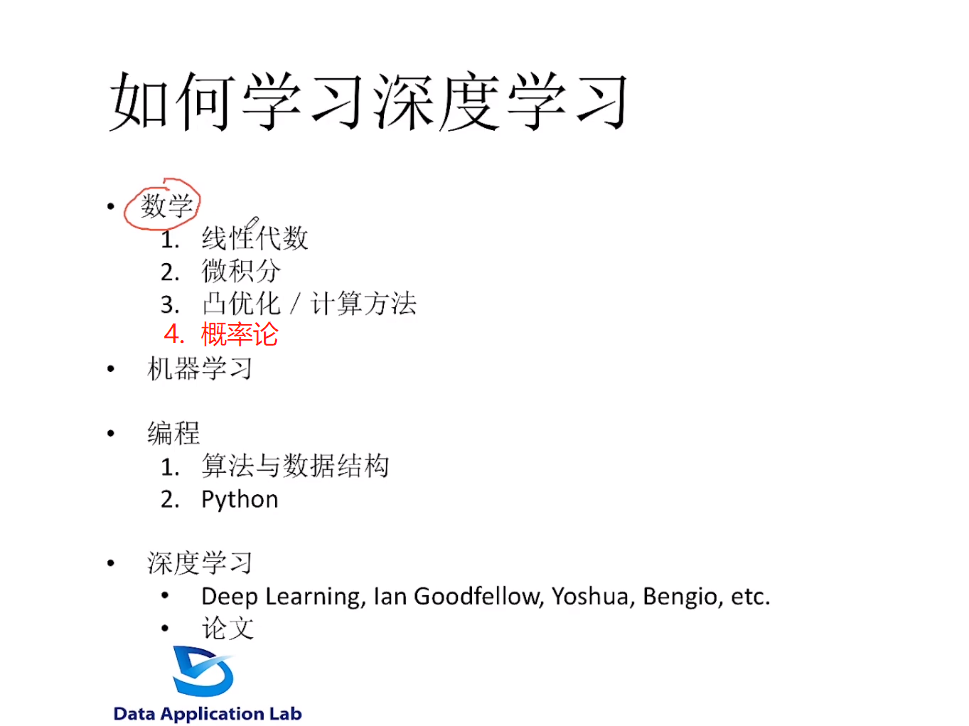 如何学习深度学习
• 数学
1. 线性代数
2. 微积分
3. 凸优化 / 计算方法
4. 概率论
• 机器学习
• 编程
1. 算法与数据结构
2. Python
• 深度学习
• Deep Learning, Ian Goodfellow, Yoshua, Bengio, etc.
• 论文
Data Application Lab